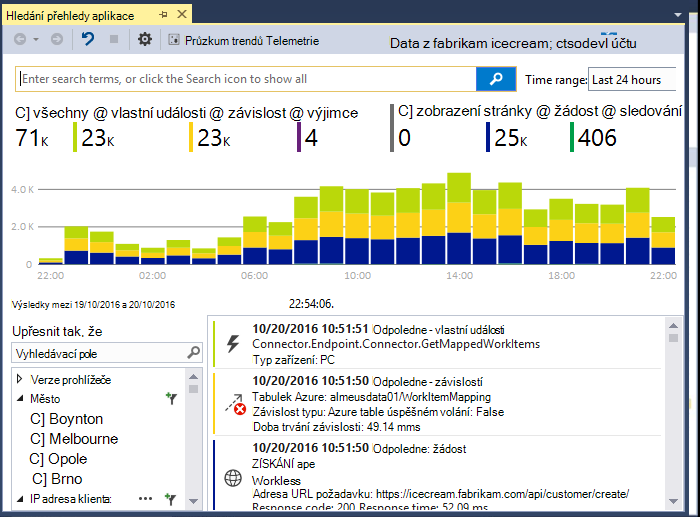 Hledání přehledy aplikace
Průzkum trendů Telemetrie
Data z fabrikam icecream; ctsodevl účtu
Enter search terms, or click the Search icon to show all
Time range: Last 24 hours
C] všechny @ vlastní události @ závislost @ výjimce
C] zobrazení stránky @ žádost @ sledování
71K 23K 23K 4 0 25K 406
4.0 K
2.0 K
0
22:00 02:00 06:00 10:00 14:00 18:00 22:00
Výsledky mezi 19/10/2016 a 20/10/2016
22:54:06.
Upřesnit tak, že
Vyhledávací pole
Verze prohlížeče
Město
C] Boynton
C] Melbourne
C] Opole
C] Brno
IP adresa klienta:
10/20/2016 10:51:51 Odpoledne - vlastní události
Connector.Endpoint.Connector.GetMappedWorkItems
Typ zařízení: PC
10/20/2016 10:51:50 Odpoledne - závislostí
Tabulek Azure: almeusdata01/WorkItemMapping
Závislost typu: Azure table úspěšném volání: False
Doba trvání závislosti: 49.14 mms
10/20/2016 10:51:50 Odpoledne: žádost
ZÍSKÁNÍ ape
Workless
Adresa URL požadavku: https://icecream.fabrikam.com/api/customer/create/
Response code: 200 Response time: 52.09 ms